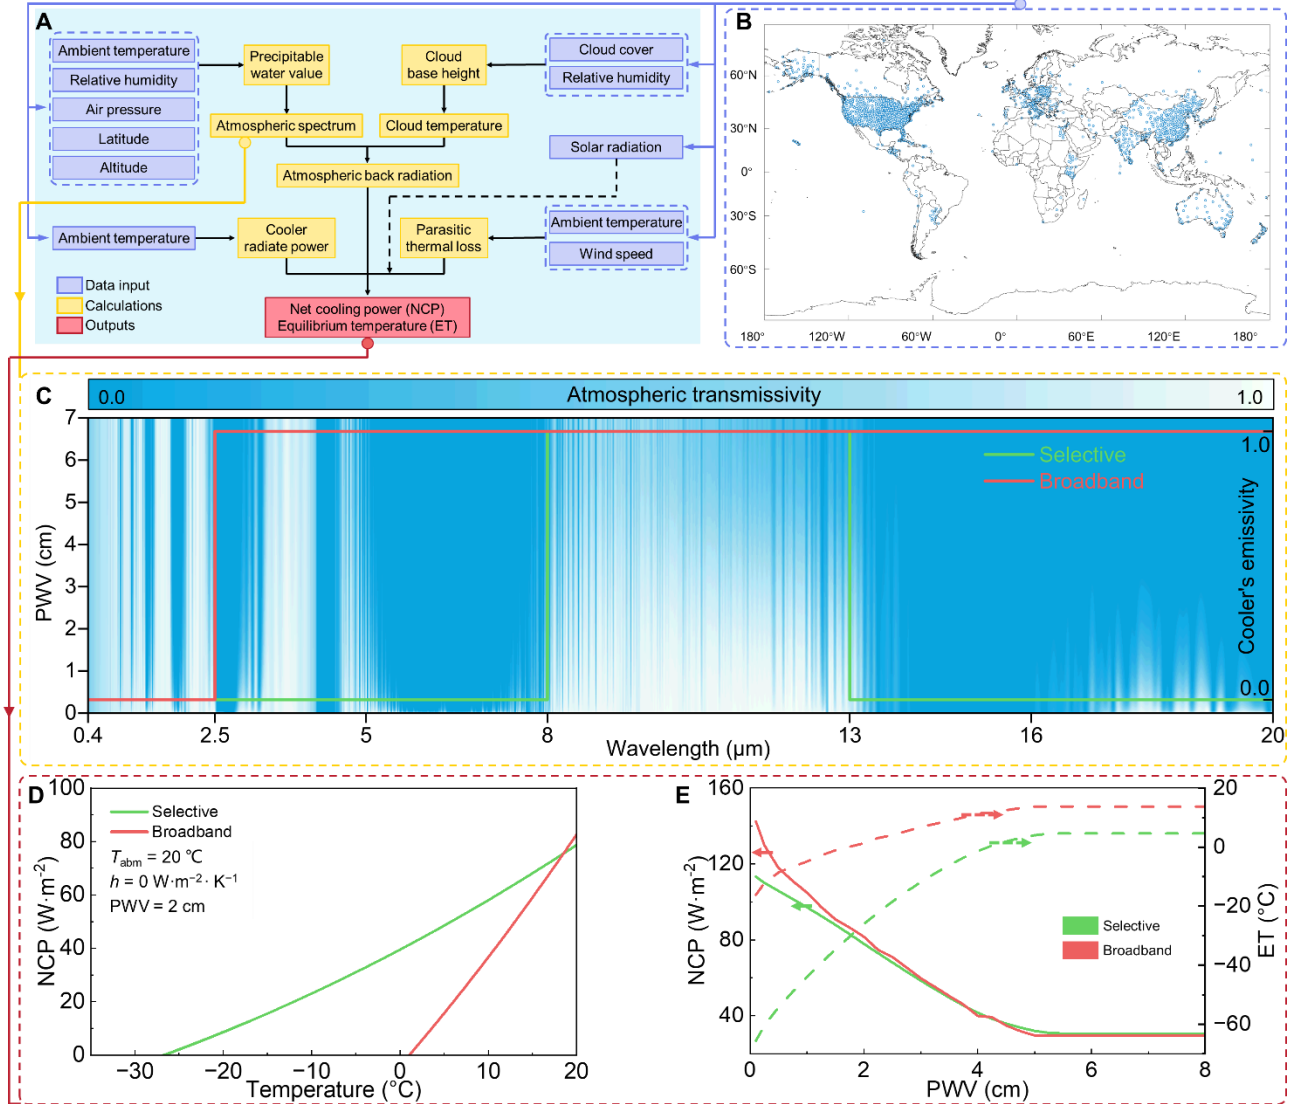 A
Ambient temperature
Relative humidity
Air pressure
Latitude
Altitude
Precipitable
water value
Cloud
base height
Cloud cover
Relative humidity
Atmospheric spectrum
Cloud temperature
Solar radiation
Atmospheric back radiation
Ambient temperature
Cooler
radiate power
Parasitic
thermal loss
Ambient temperature
Wind speed
Data input
Calculations
Outputs
Net cooling power (NCP)
Equilibrium temperature (ET)
B
60°N
30°N
0°
30°S
60°S
180°
120°W
60°W
0°
60°E
120°E
180°
C
0.0
Atmospheric transmissivity
1.0
7
6
5
4
3
2
1
0
PWV (cm)
Selective
Broadband
1.0
0.0
Cooler's emissivity
0.4
2.5
5
8
13
16
20
Wavelength (μm)
D
100
80
60
40
20
0
NCP (W·m⁻²)
Selective
Broadband
T_abm = 20 ℃
h = 0 W·m⁻²· K⁻¹
PWV = 2 cm
−30
−20
−10
0
10
20
Temperature (°C)
E
160
120
80
40
NCP (W·m⁻²)
20
0
−20
−40
−60
ET (°C)
Selective
Broadband
0
2
4
6
8
PWV (cm)